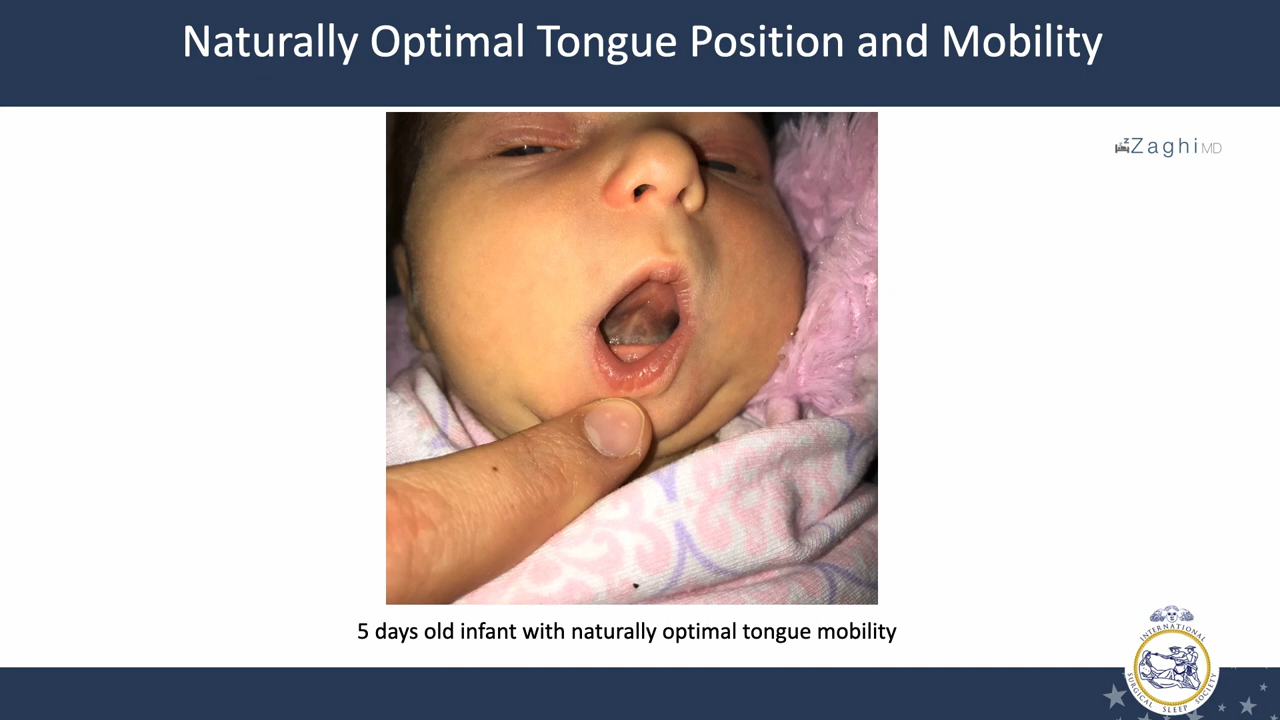 Naturally Optimal Tongue Position and Mobility
zZaghiMD
5 days old infant with naturally optimal tongue mobility
INTERNATIONAL
SURGICAL SLEEP SOCIETY